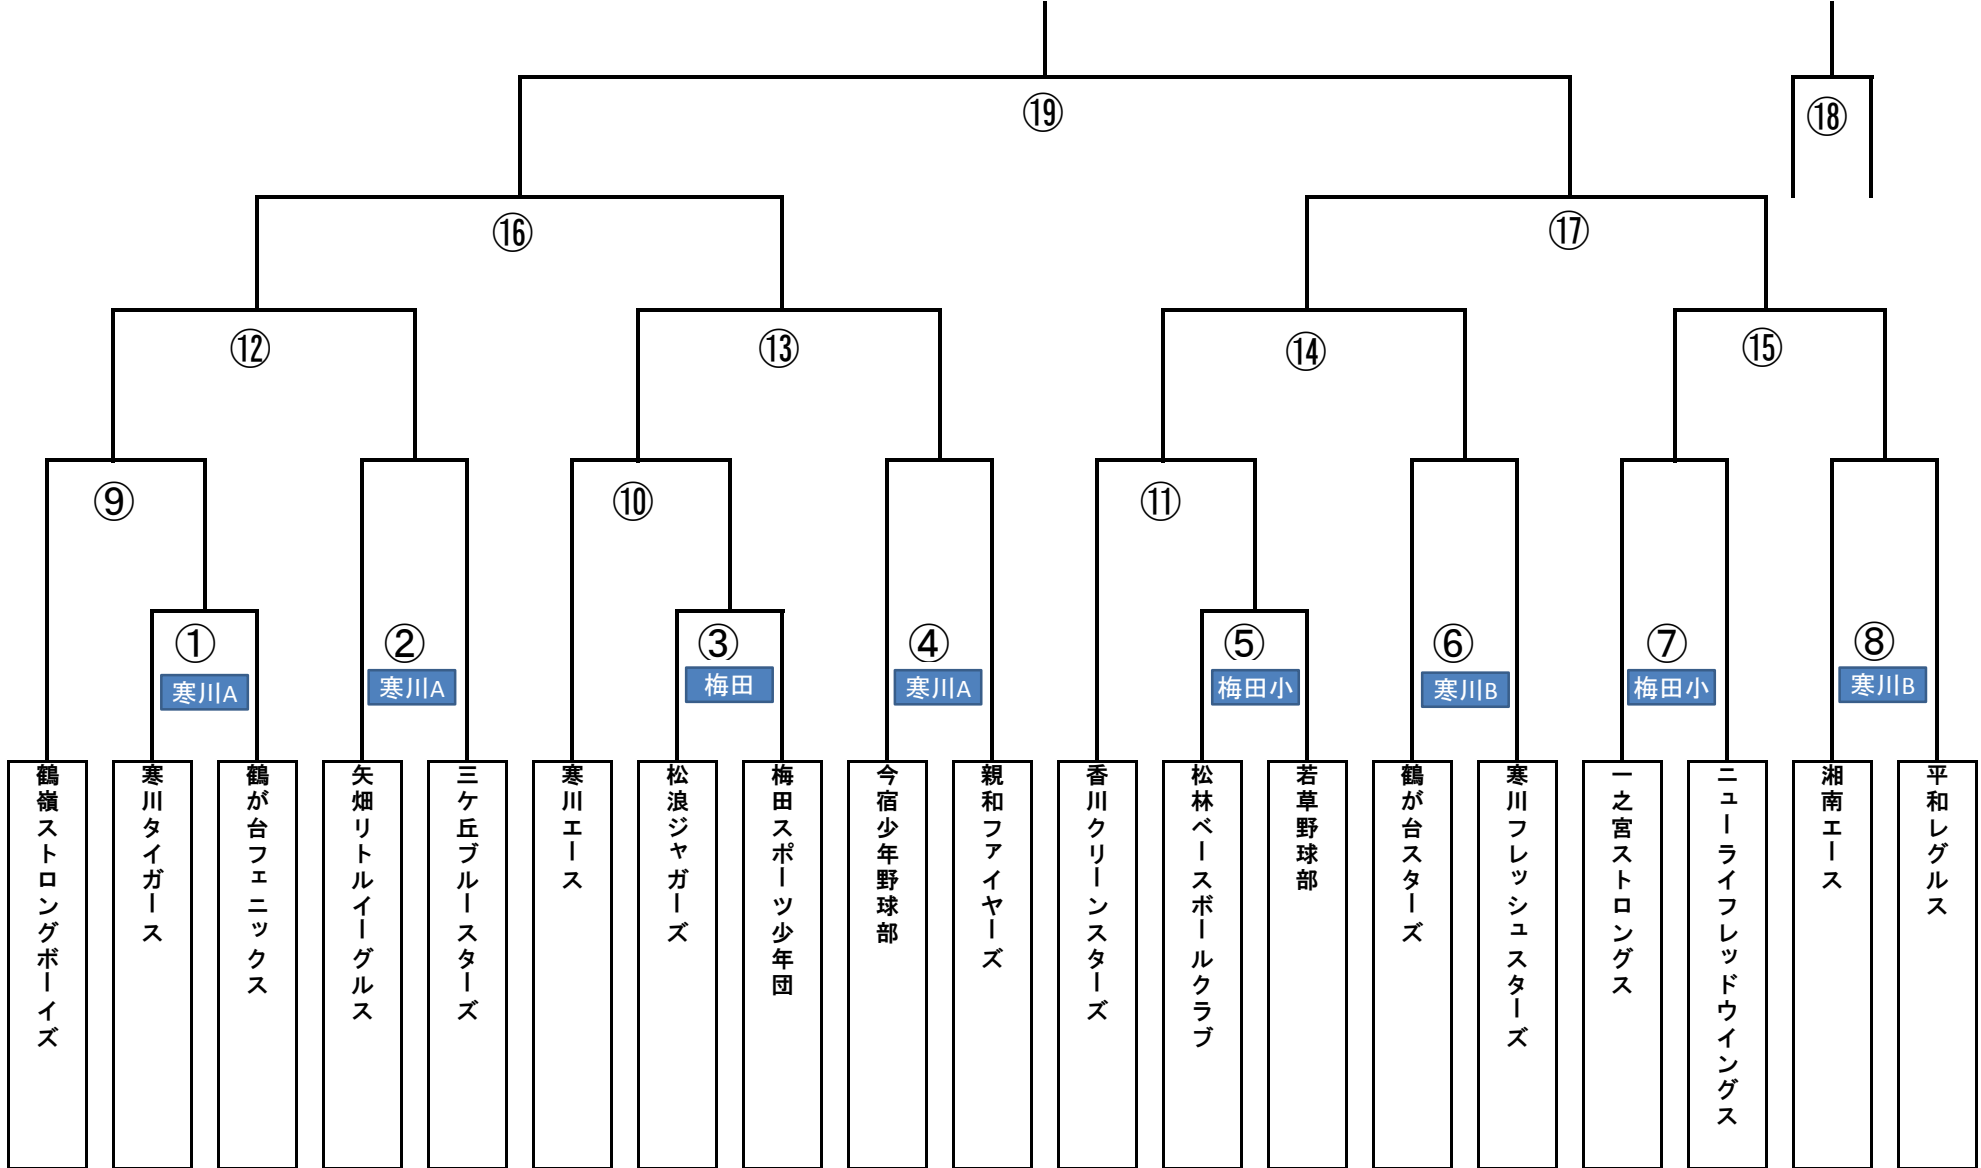 ⑲
⑱
⑯
⑰
⑫
⑬
⑭
⑮
⑨
⑩
⑪
①
②
③
④
⑤
⑥
⑦
⑧
寒川A
寒川A
梅田
寒川A
梅田小
寒川B
梅田小
寒川B
鶴嶺ストロングボーイズ
寒川タイガース
鶴が台フェニックス
矢畑リトルイーグルス
三ケ丘ブルースターズ
寒川エース
松浪ジャガーズ
梅田スポーツ少年団
今宿少年野球部
親和ファイヤーズ
香川クリーンスターズ
松林ベースボールクラブ
若草野球部
鶴が台スターズ
寒川フレッシュスターズ
一之宮ストロングス
ニューライフレッドウイングス
湘南エース
平和レグルス